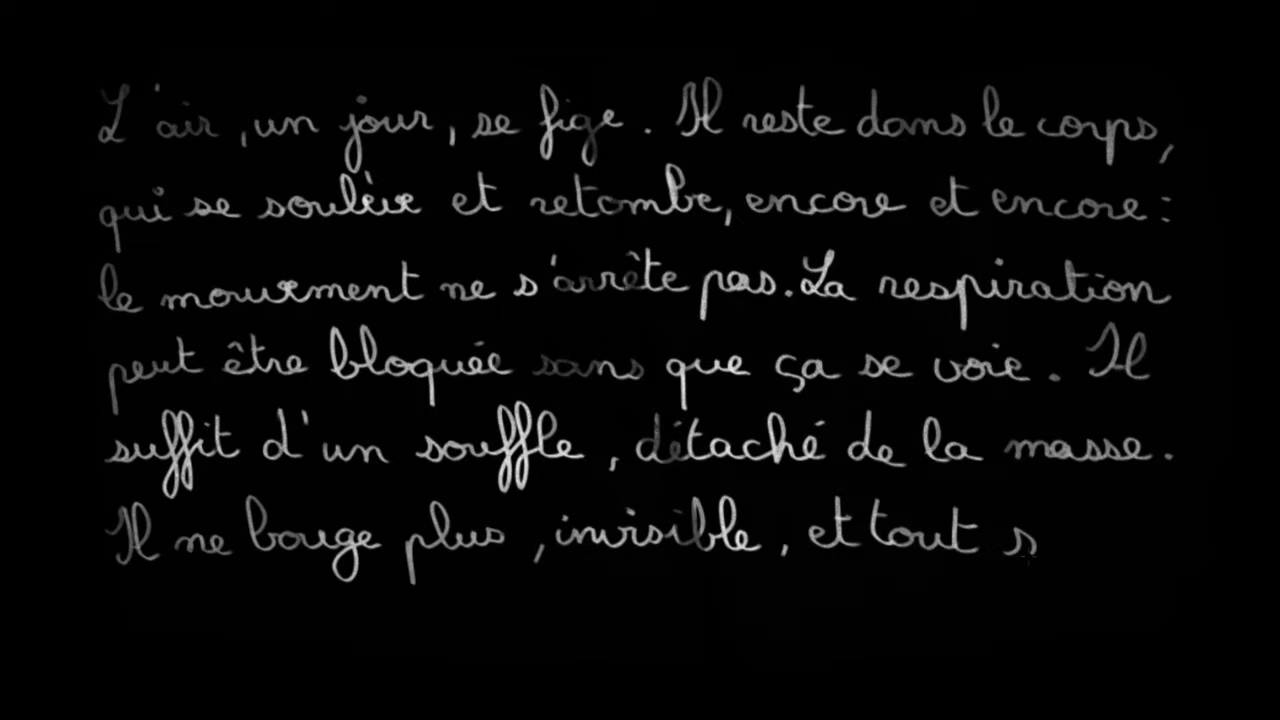 L'air, un jour, se fige. Il reste dans le corps,
qui se soulève et retombe, encore et encore :
le mouvement ne s'arrête pas. La respiration
peut être bloquée sans que ça se voie. Il
suffit d'un souffle, détaché de la masse.
Il ne bouge plus, invisible, et tout s